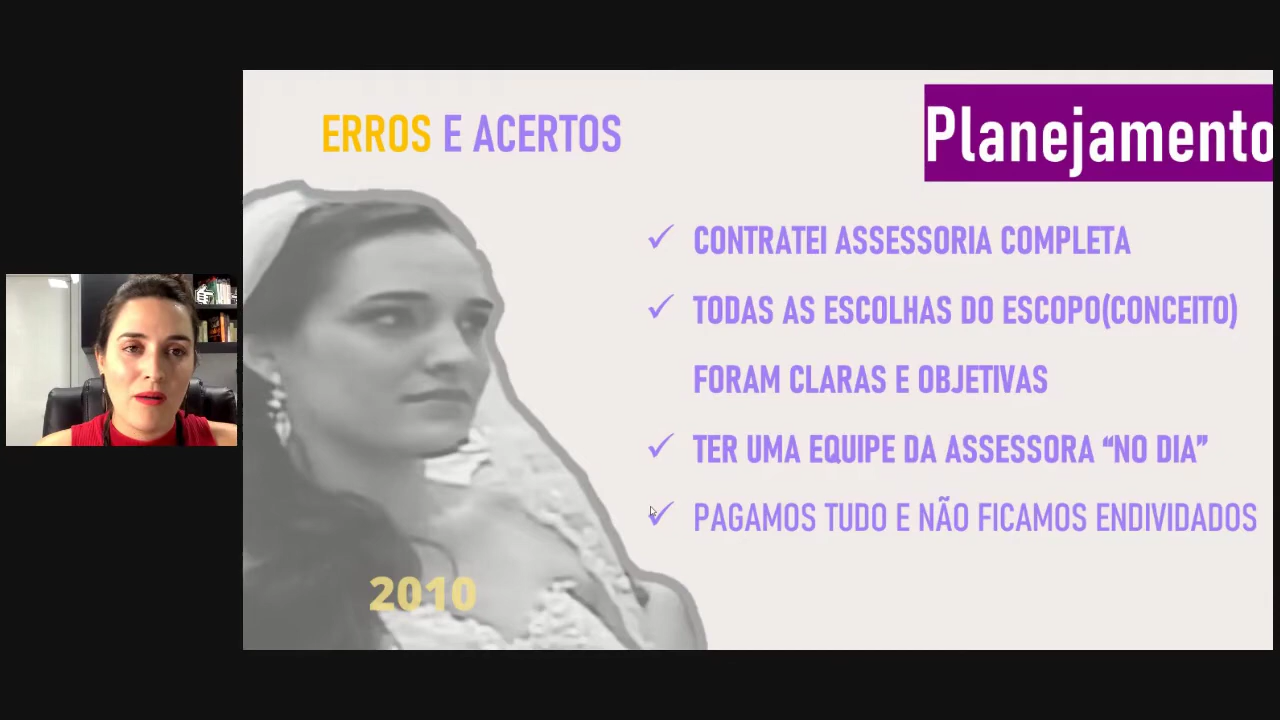 ERROS E ACERTOS
Planejamento
CONTRATEI ASSESSORIA COMPLETA
TODAS AS ESCOLHAS DO ESCOPO(CONCEITO)
FORAM CLARAS E OBJETIVAS
TER UMA EQUIPE DA ASSESSORA “NO DIA”
PAGAMOS TUDO E NÃO FICAMOS ENDIVIDADOS
2010